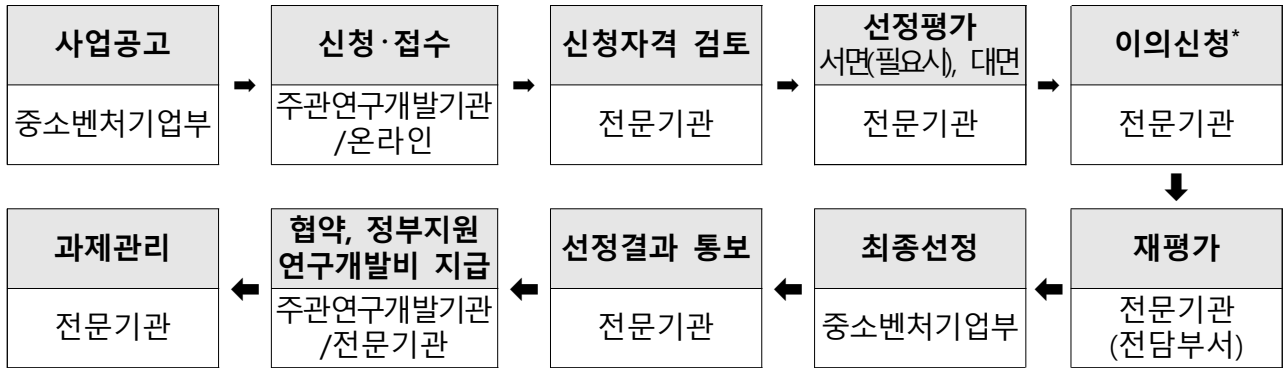 사업공고
중소벤처기업부
신청·접수
주관연구개발기관
/온라인
신청자격 검토
전문기관
선정평가
서면(필요시), 대면
전문기관
이의신청*
전문기관
재평가
전문기관
(전담부서)
최종선정
중소벤처기업부
선정결과 통보
전문기관
협약, 정부지원
연구개발비 지급
주관연구개발기관
/전문기관
과제관리
전문기관